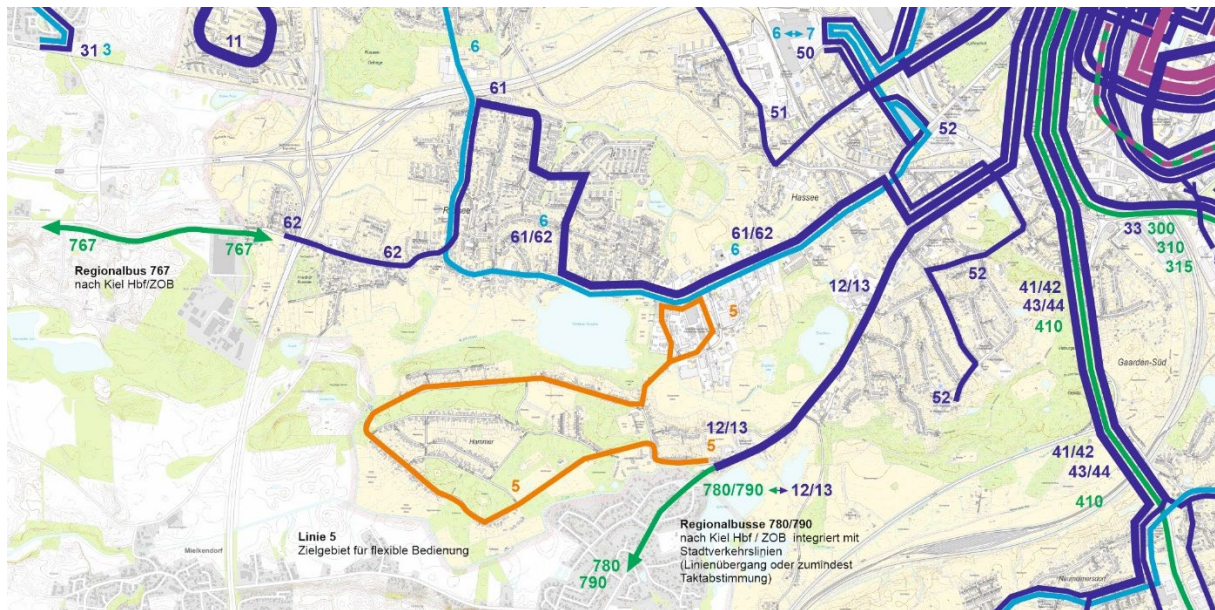 31 3
11
6
6 ↔ 7
50
61
51
52
62
62
6
61/62
Hassee
61/62
6
767
767
Regionalbus 767
nach Kiel Hbf/ZOB
12/13
52
33 300
310
315
41/42
43/44
410
Gaarden-Süd
5
52
12/13
5
Hammer
5
41/42
43/44
410
780/790 ↔ 12/13
Linie 5
Zielgebiet für flexible Bedienung
Regionalbusse 780/790
nach Kiel Hbf / ZOB integriert mit
Stadtverkehrslinien
(Linienübergang oder zumindest
Taktabstimmung)
Mielkendorf
780
790